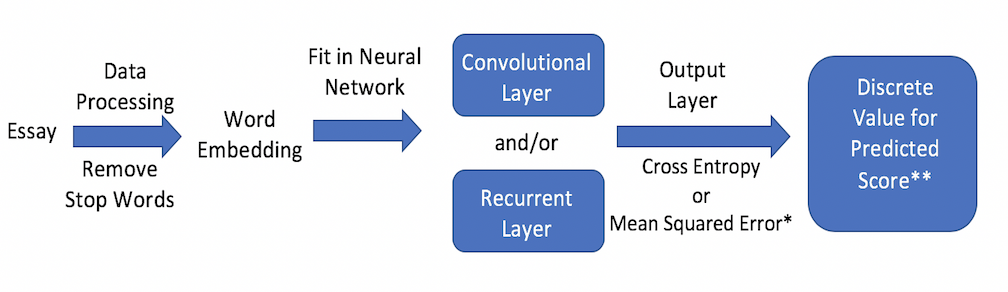 Essay
Data
Processing
Remove
Stop Words
Word
Embedding
Fit in Neural
Network
Convolutional
Layer
and/or
Recurrent
Layer
Output
Layer
Cross Entropy
or
Mean Squared Error*
Discrete
Value for
Predicted
Score**